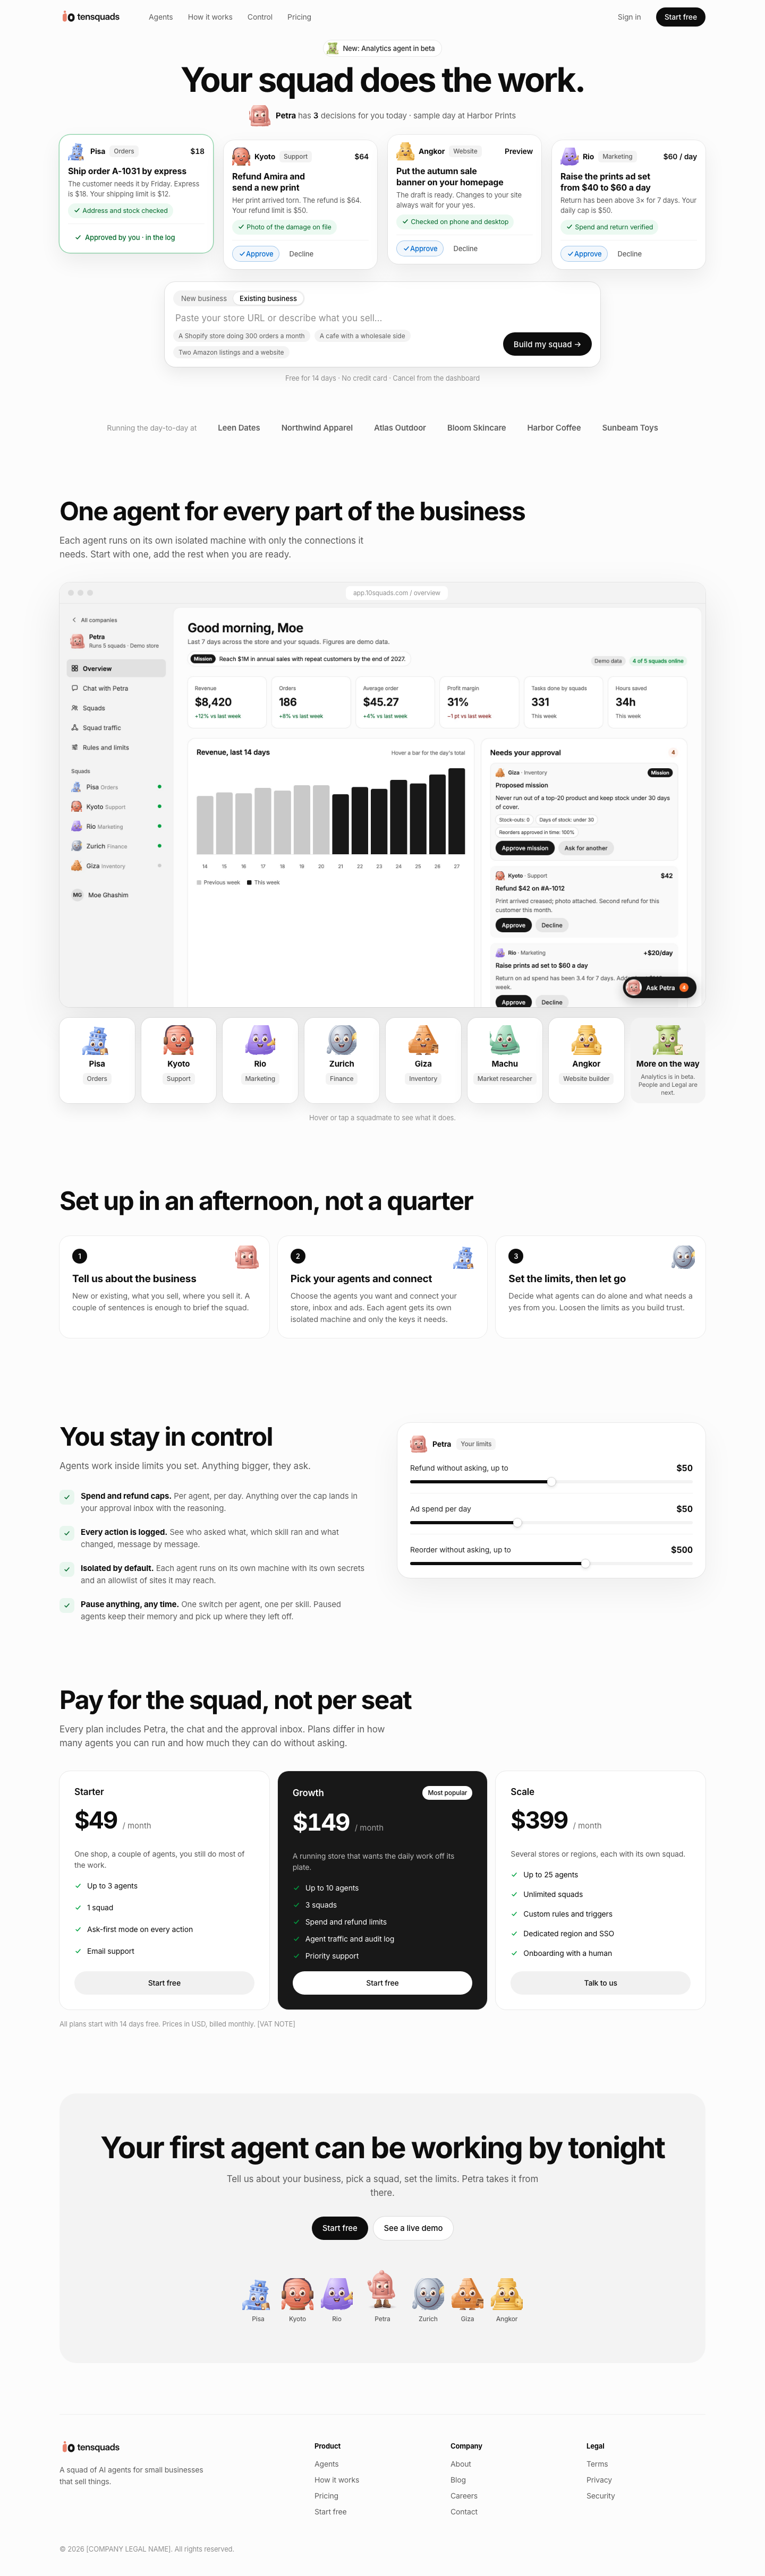 tensquads
Agents How it works Control Pricing Sign in Start free
New: Analytics agent in beta
Your squad does the work.
Petra has 3 decisions for you today · sample day at Harbor Prints
Pisa Orders $18
Ship order A-1031 by express
The customer needs it by Friday. Express
is $18. Your shipping limit is $12.
Address and stock checked
Approved by you · in the log
Kyoto Support $64
Refund Amira and
send a new print
Her print arrived torn. The refund is $64.
Your refund limit is $50.
Photo of the damage on file
Approve Decline
Angkor Website Preview
Put the autumn sale
banner on your homepage
The draft is ready. Changes to your site
always wait for your yes.
Checked on phone and desktop
Approve Decline
Rio Marketing $60 / day
Raise the prints ad set
from $40 to $60 a day
Return has been above 3× for 7 days. Your
daily cap is $50.
Spend and return verified
Approve Decline
New business Existing business
Paste your store URL or describe what you sell...
A Shopify store doing 300 orders a month A cafe with a wholesale side
Two Amazon listings and a website
Build my squad →
Free for 14 days · No credit card · Cancel from the dashboard
Running the day-to-day at Leen Dates Northwind Apparel Atlas Outdoor Bloom Skincare Harbor Coffee Sunbeam Toys
One agent for every part of the business
Each agent runs on its own isolated machine with only the connections it
needs. Start with one, add the rest when you are ready.
app.10squads.com / overview
All companies
Petra
Runs 5 squads · Demo store
Overview
Chat with Petra
Squads
Squad traffic
Rules and limits
Squads
Pisa Orders
Kyoto Support
Rio Marketing
Zurich Finance
Giza Inventory
MG Moe Ghashim
Good morning, Moe
Last 7 days across the store and your squads. Figures are demo data.
Mission Reach $1M in annual sales with repeat customers by the end of 2027.
Demo data 4 of 5 squads online
Revenue
$8,420
+12% vs last week
Orders
186
+8% vs last week
Average order
$45.27
+4% vs last week
Profit margin
31%
−1 pt vs last week
Tasks done by squads
331
This week
Hours saved
34h
This week
Revenue, last 14 days Hover a bar for the day's total
14 15 16 17 18 19 20 21 22 23 24 25 26 27
Previous week This week
Needs your approval 4
Giza · Inventory Mission
Proposed mission
Never run out of a top-20 product and keep stock under 30 days
of cover.
Stock-outs: 0 Days of stock: under 30
Reorders approved in time: 100%
Approve mission Ask for another
Kyoto · Support $42
Refund $42 on #A-1012
Print arrived creased; photo attached. Second refund for this
customer this month.
Approve Decline
Rio · Marketing +$20/day
Raise prints ad set to $60 a day
Return on ad spend has been 3.4 for 7 days.
week.
Approve Decline
Ask Petra 4
Pisa
Orders
Kyoto
Support
Rio
Marketing
Zurich
Finance
Giza
Inventory
Machu
Market researcher
Angkor
Website builder
More on the way
Analytics is in beta.
People and Legal are
next.
Hover or tap a squadmate to see what it does.
Set up in an afternoon, not a quarter
1
Tell us about the business
New or existing, what you sell, where you sell it. A
couple of sentences is enough to brief the squad.
2
Pick your agents and connect
Choose the agents you want and connect your
store, inbox and ads. Each agent gets its own
isolated machine and only the keys it needs.
3
Set the limits, then let go
Decide what agents can do alone and what needs a
yes from you. Loosen the limits as you build trust.
You stay in control
Agents work inside limits you set. Anything bigger, they ask.
Spend and refund caps. Per agent, per day. Anything over the cap lands in
your approval inbox with the reasoning.
Every action is logged. See who asked what, which skill ran and what
changed, message by message.
Isolated by default. Each agent runs on its own machine with its own secrets
and an allowlist of sites it may reach.
Pause anything, any time. One switch per agent, one per skill. Paused
agents keep their memory and pick up where they left off.
Petra Your limits
Refund without asking, up to $50
Ad spend per day $50
Reorder without asking, up to $500
Pay for the squad, not per seat
Every plan includes Petra, the chat and the approval inbox. Plans differ in how
many agents you can run and how much they can do without asking.
Starter
$49 / month
One shop, a couple of agents, you still do most of
the work.
Up to 3 agents
1 squad
Ask-first mode on every action
Email support
Start free
Growth Most popular
$149 / month
A running store that wants the daily work off its
plate.
Up to 10 agents
3 squads
Spend and refund limits
Agent traffic and audit log
Priority support
Start free
Scale
$399 / month
Several stores or regions, each with its own squad.
Up to 25 agents
Unlimited squads
Custom rules and triggers
Dedicated region and SSO
Onboarding with a human
Talk to us
All plans start with 14 days free. Prices in USD, billed monthly. [VAT NOTE]
Your first agent can be working by tonight
Tell us about your business, pick a squad, set the limits. Petra takes it from
there.
Start free See a live demo
Pisa Kyoto Rio Petra Zurich Giza Angkor
tensquads
A squad of AI agents for small businesses
that sell things.
Product
Agents
How it works
Pricing
Start free
Company
About
Blog
Careers
Contact
Legal
Terms
Privacy
Security
© 2026 [COMPANY LEGAL NAME]. All rights reserved.